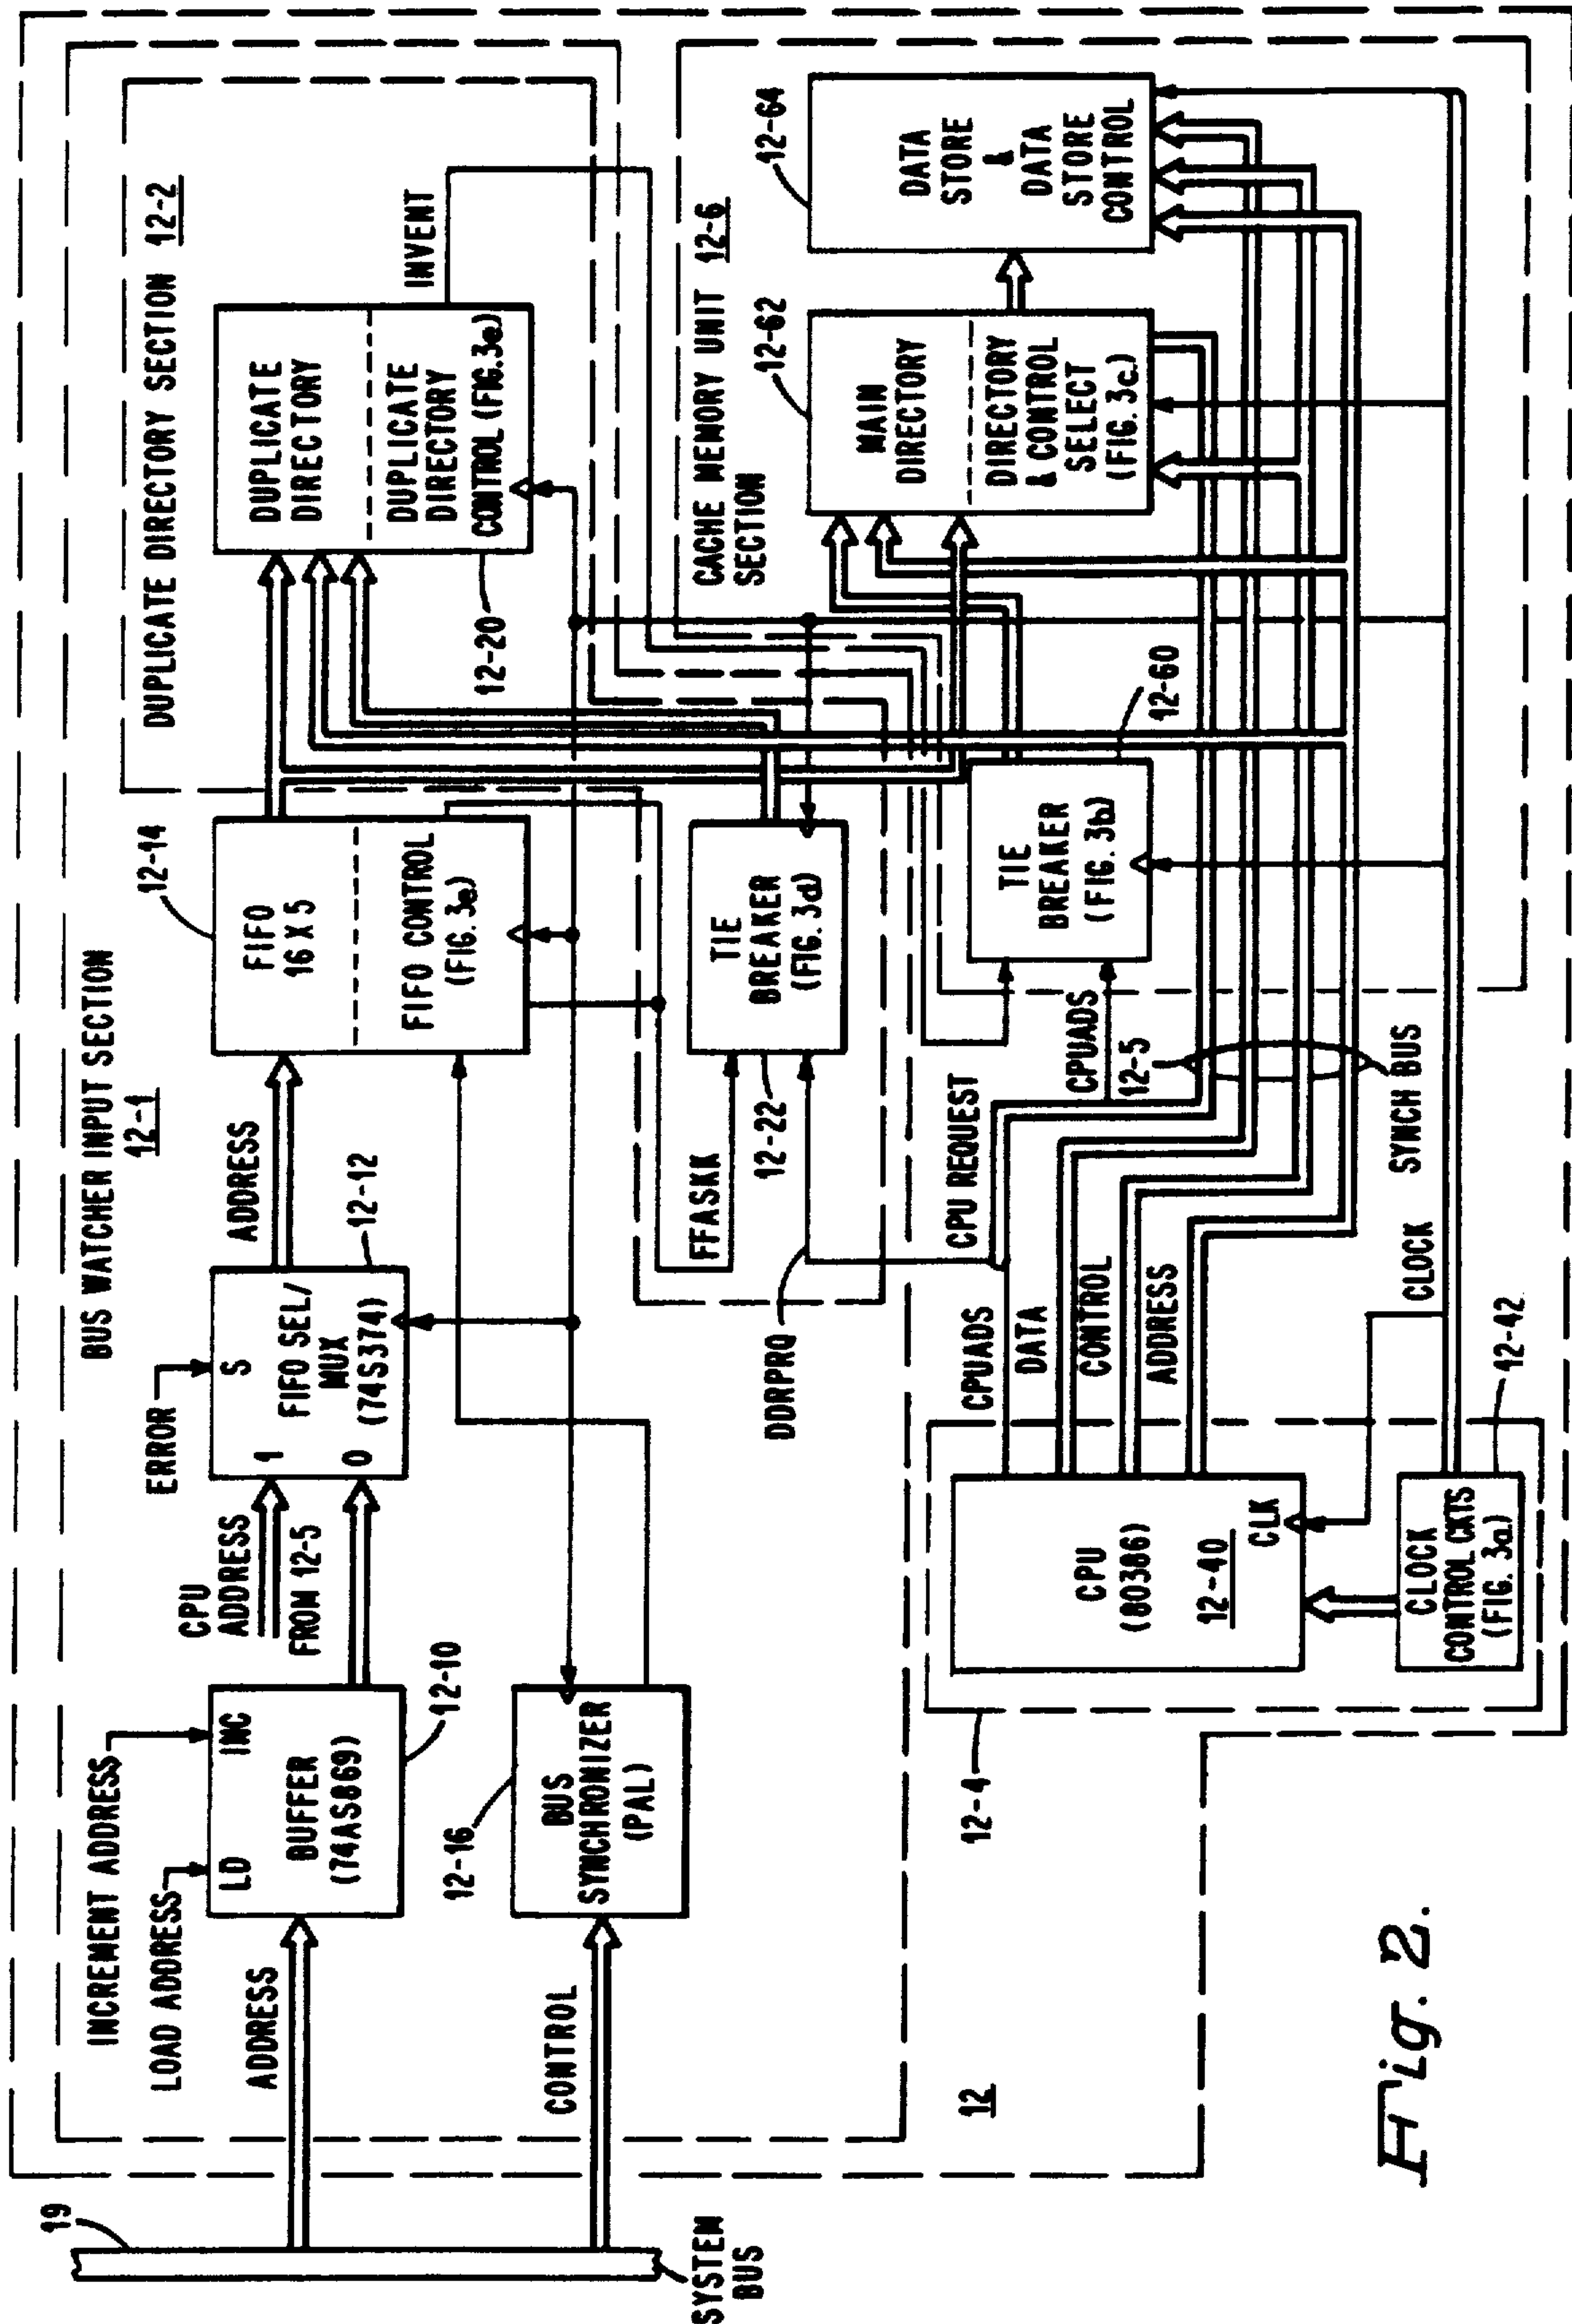 19
SYSTEM
BUS
ADDRESS
CONTROL
LOAD ADDRESS
INCREMENT ADDRESS
LD
INC
BUFFER
(74AS869)
12-10
12-16
BUS
SYNCHRONIZER
(PAL)
CPU
ADDRESS
FROM 12-5
ERROR
1
S
0
FIFO SEL/
MUX
(74S374)
12-12
BUS WATCHER INPUT SECTION
12-1
ADDRESS
12-14
FIFO
16 X 5
FIFO CONTROL
(FIG. 3e)
DUPLICATE DIRECTORY SECTION 12-2
DUPLICATE
DIRECTORY
DUPLICATE
DIRECTORY
CONTROL (FIG.3e)
12-20
INVENT
FFASKK
DDRPRQ
12-22
TIE
BREAKER
(FIG. 3d)
CACHE MEMORY UNIT 12-6
SECTION
12
12-4
CPU
(80386)
12-40
CLK
CLOCK
CONTROL CKTS
(FIG. 3a)
12-42
CPUADS
DATA
CONTROL
ADDRESS
CLOCK
CPU REQUEST
CPUADS
12-5
SYNCH BUS
TIE
BREAKER
(FIG. 3b)
12-60
12-62
MAIN
DIRECTORY
DIRECTORY
& CONTROL
SELECT
(FIG. 3c)
12-64
DATA
STORE
&
DATA
STORE
CONTROL
Fig. 2.